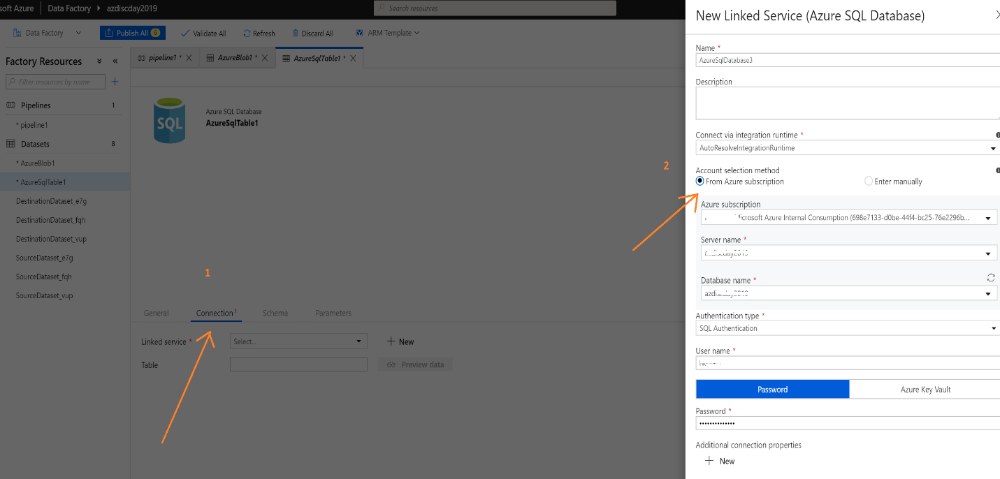 soft Azure Data Factory azdiscday2019
Search resources
Data Factory Publish All 6 Validate All Refresh Discard All ARM Template
Factory Resources
Filter resources by name
Pipelines 1
* pipeline1
Datasets 8
* AzureBlob1
* AzureSqlTable1
DestinationDataset_e7g
DestinationDataset_fqh
DestinationDataset_vup
SourceDataset_e7g
SourceDataset_fqh
SourceDataset_vup
pipeline1 * AzureBlob1 * AzureSqlTable1 *
SQL
Azure SQL Database
AzureSqlTable1
1
General Connection 1 Schema Parameters
Linked service * Select... New
Table Preview data
2
New Linked Service (Azure SQL Database)
Name *
AzureSqlDatabase3
Description
Connect via integration runtime *
AutoResolveIntegrationRuntime
Account selection method
From Azure subscription Enter manually
Azure subscription
Microsoft Azure Internal Consumption (698e7133-d0be-44f4-bc25-76e2296b...
Server name *
Database name *
Authentication type *
SQL Authentication
User name *
Password Azure Key Vault
Password *
••••••••••••••
Additional connection properties
New